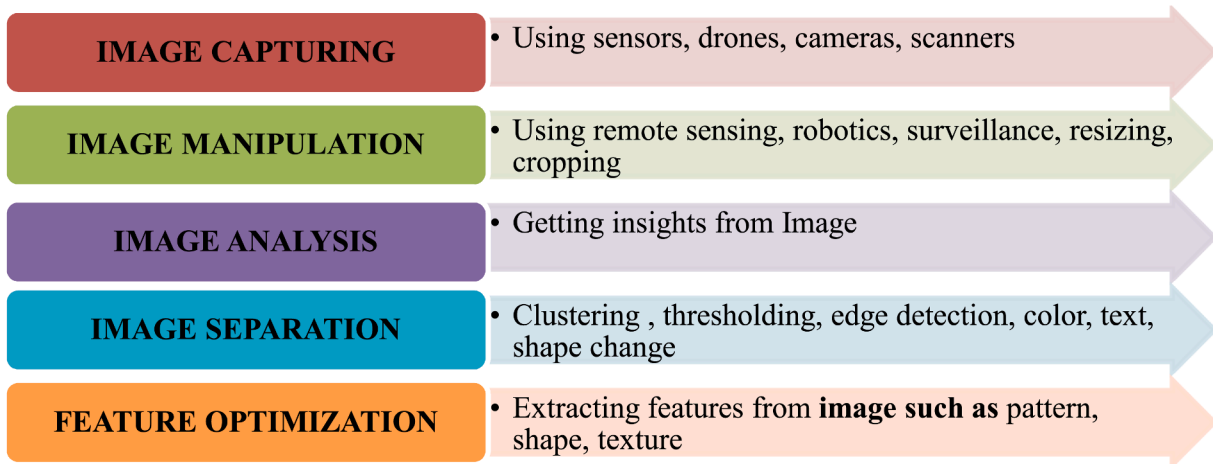 IMAGE CAPTURING
• Using sensors, drones, cameras, scanners
IMAGE MANIPULATION
• Using remote sensing, robotics, surveillance, resizing,
cropping
IMAGE ANALYSIS
• Getting insights from Image
IMAGE SEPARATION
• Clustering , thresholding, edge detection, color, text,
shape change
FEATURE OPTIMIZATION
• Extracting features from image such as pattern,
shape, texture